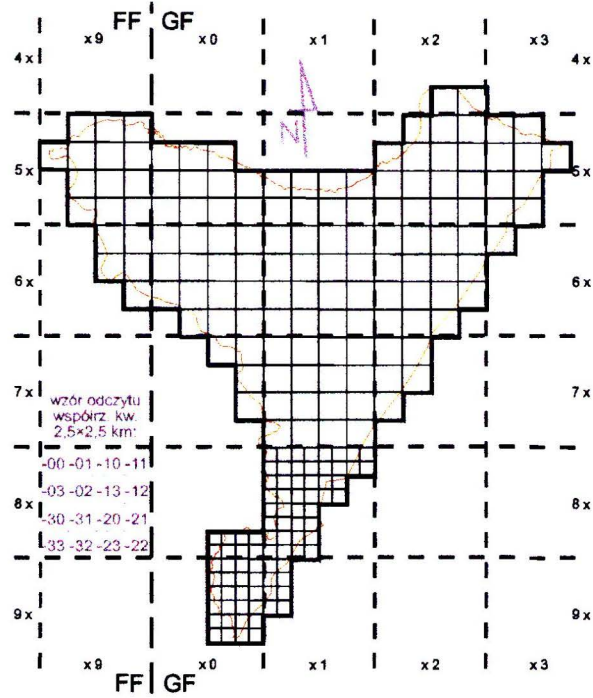 FF | GF
x9 x0 x1 x2 x3
4x 4x
N
5x 5x
6x 6x
7x 7x
wzór odczytu
współrz. kw.
2,5×2,5 km:
-00 -01 -10 -11
-03 -02 -13 -12
8x 8x
-30 -31 -20 -21
-33 -32 -23 -22
9x 9x
x9 x0 x1 x2 x3
FF | GF